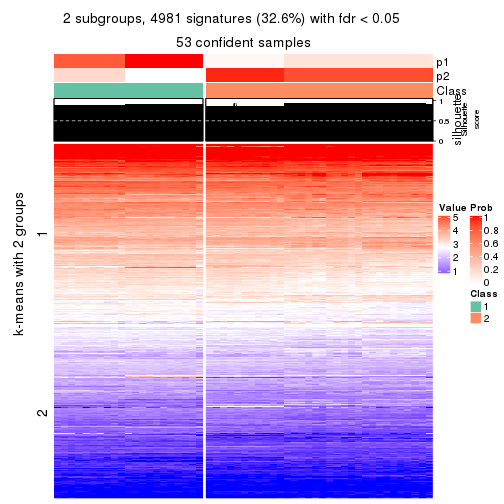 2 subgroups, 4981 signatures (32.6%) with fdr < 0.05
53 confident samples
p1
p2
Class
silhouette
Silhouette
score
1
0.5
0
k-means with 2 groups
1
2
Value
5
4
3
2
1
Prob
1
0.8
0.6
0.4
0.2
0
Class
1
2